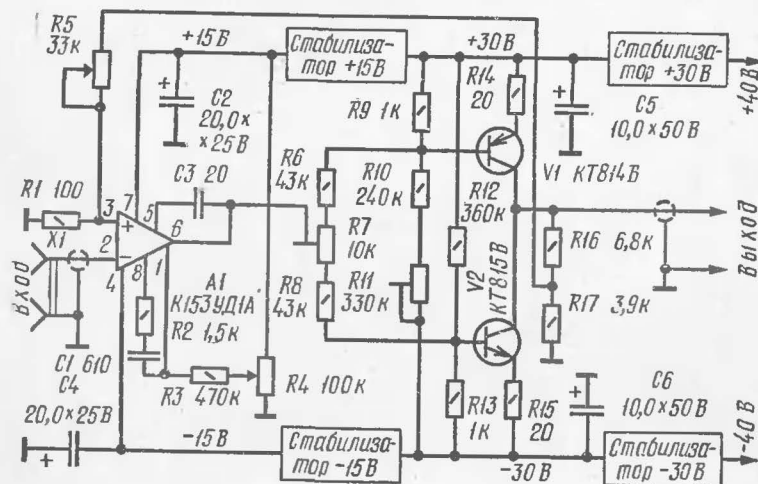 R5
33к
+15В
Стабилиза-
тор +15В
+30В
Стабилиза-
тор +30В
+40В
C2
20,0×
×25В
R9 1к
R14
20
C5
10,0×50В
V1 КТ814В
C3 20
R6
43к
R10
240к
R12
360к
R1 100
X1
3
7
5
6
2
4
8
1
+
−
Вход
A1
К153УД1А
R7
10к
R8
43к
R11
330к
V2
КТ815В
R16 6,8к
R17 3,9к
Выход
R2 1,5к
C1 610
C4
20,0×25В
R3 470к
R4 100к
R13
1к
R15
20
C6
10,0×50В
-15В
Стабилиза-
тор -15В
-30В
Стабилиза-
тор -30В
-40В